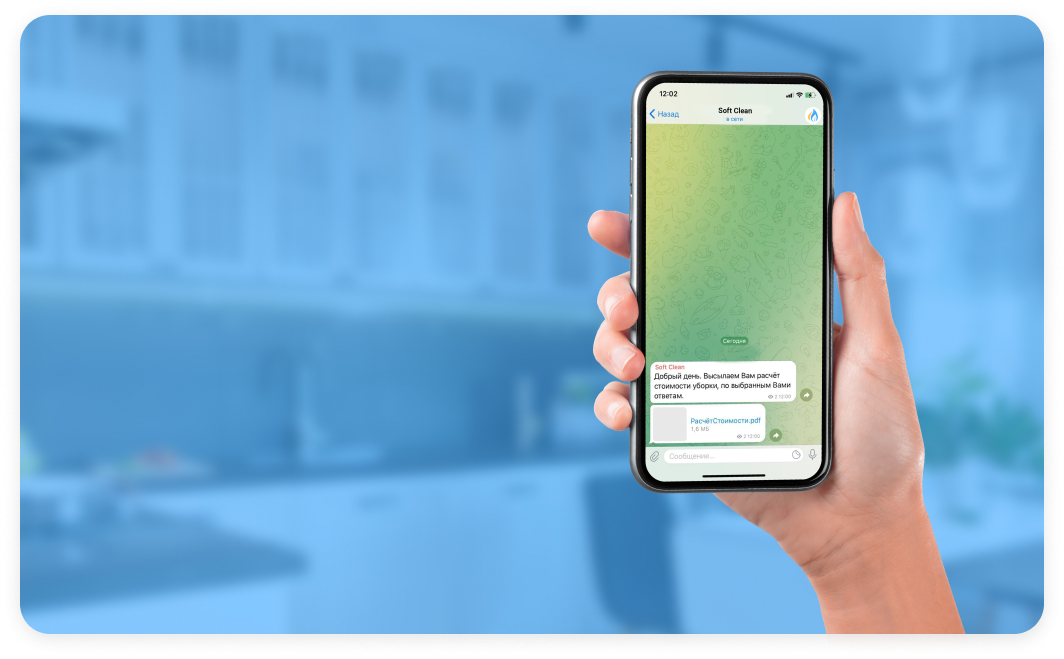 12:02
Назад
Soft Clean
в сети
Сегодня
Soft Clean
Добрый день. Высылаем Вам расчёт
стоимости уборки, по выбранным Вами
ответам.
2 12:00
РасчётСтоимости.pdf
1,6 МБ
2 12:00
Сообщение...